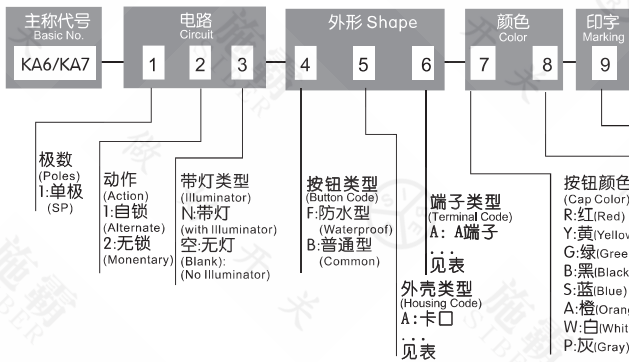 主称代号
Basic No.
电路
Circuit
外形 Shape
颜色
Color
印字
Marking
KA6/KA7
1
2
3
4
5
6
7
8
9
极数
(Poles)
1:单极
(SP)
动作
(Action)
1:自锁
(Alternate)
2:无锁
(Monentary)
带灯类型
(Illuminator)
N:带灯
(with Illuminator)
空:无灯
(Blank):
(No Illuminator)
按钮类型
(Button Code)
F:防水型
(Waterproof)
B:普通型
(Common)
外壳类型
(Housing Code)
A:卡口
...
见表
端子类型
(Terminal Code)
A: A端子
...
见表
按钮颜色
(Cap Color)
R:红(Red)
Y:黄(Yellow
G:绿(Gree
B:黑(Black
S:蓝(Blue)
A:橙(Orang
W:白(Whit
P:灰(Gray)
施霸
SIBER
做
开关